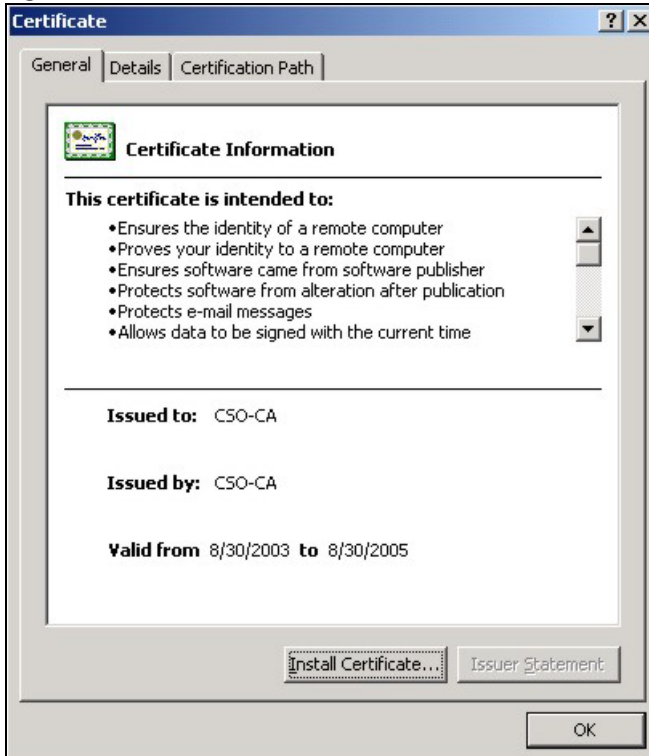 Certificate
? X
General Details Certification Path
Certificate Information
This certificate is intended to:
•Ensures the identity of a remote computer
•Proves your identity to a remote computer
•Ensures software came from software publisher
•Protects software from alteration after publication
•Protects e-mail messages
•Allows data to be signed with the current time
Issued to: CSO-CA
Issued by: CSO-CA
Valid from 8/30/2003 to 8/30/2005
Install Certificate... Issuer Statement
OK